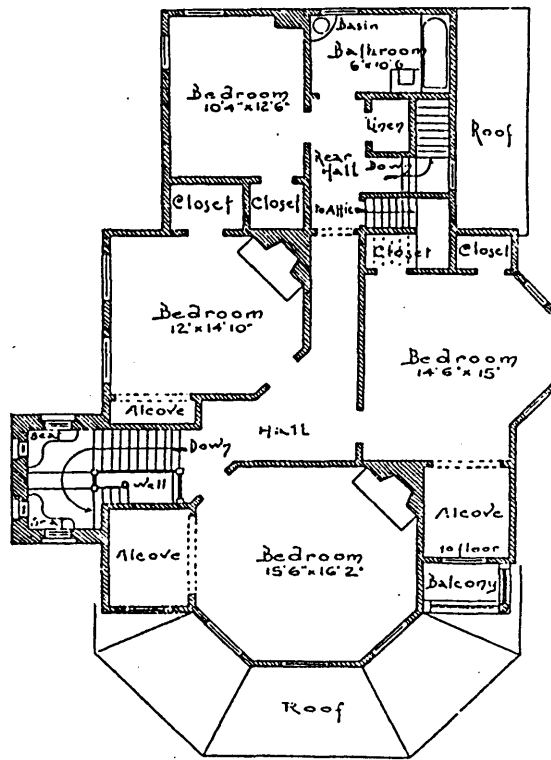 Basin
Bathroom
6'x10'6
Bedroom
10'4"x12'6"
Linen
Roof
Rear
Hall
Down
Closet
Closet
to Attic
Closet
Closet
Bedroom
12'x14'10"
Bedroom
14'6"x15'
Alcove
Hall
Seat
Down
Well
Seat
Alcove
Bedroom
15'6"x16'2"
Alcove
to floor
Balcony
Roof